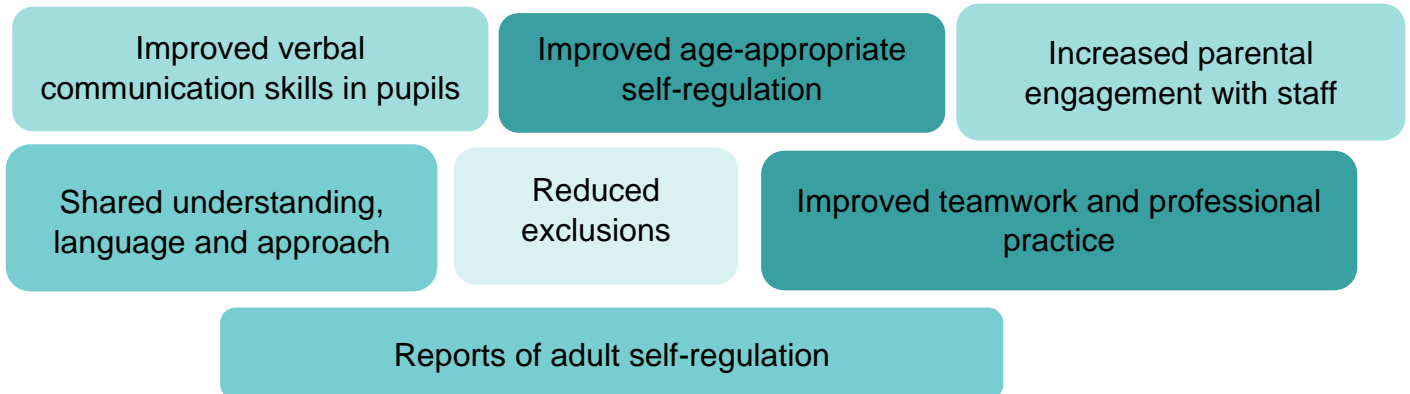 Improved verbal
communication skills in pupils
Improved age-appropriate
self-regulation
Increased parental
engagement with staff
Shared understanding,
language and approach
Reduced
exclusions
Improved teamwork and professional
practice
Reports of adult self-regulation